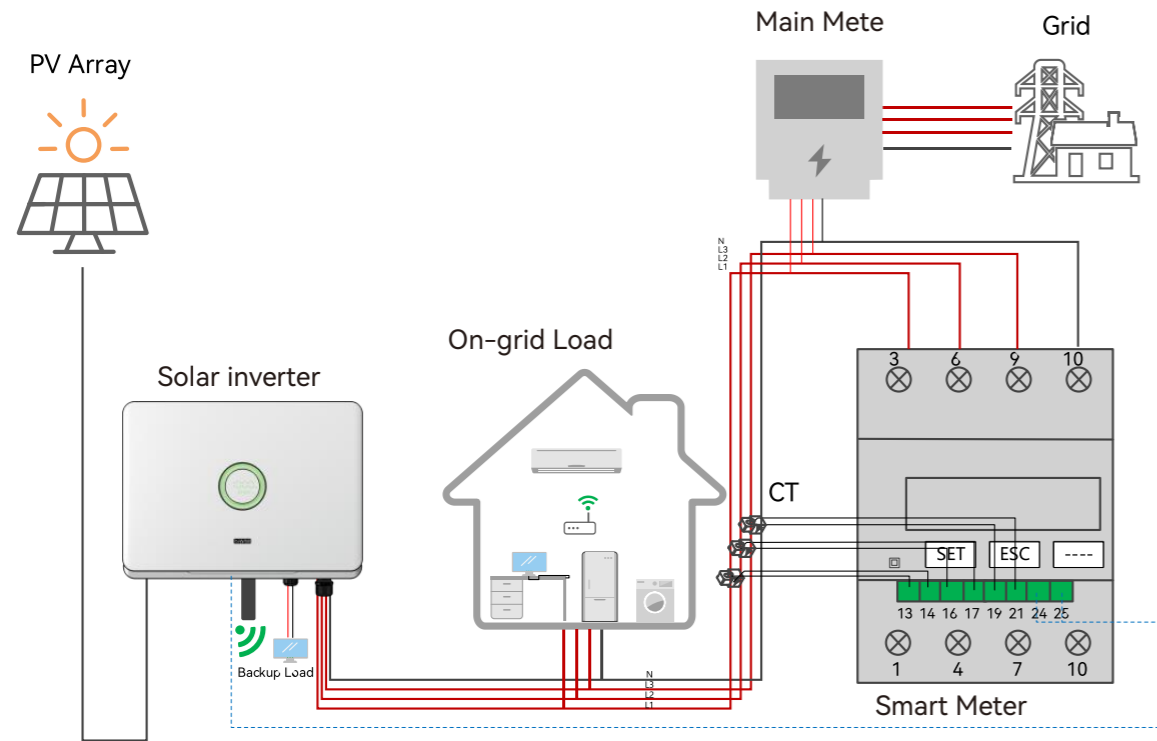 Main Mete
Grid
PV Array
N
L3
L2
L1
On-grid Load
Solar inverter
3 6 9 10
CT
SET ESC ----
13 14 16 17 19 21 24 25
1 4 7 10
Backup Load
N
L3
L2
L1
Smart Meter